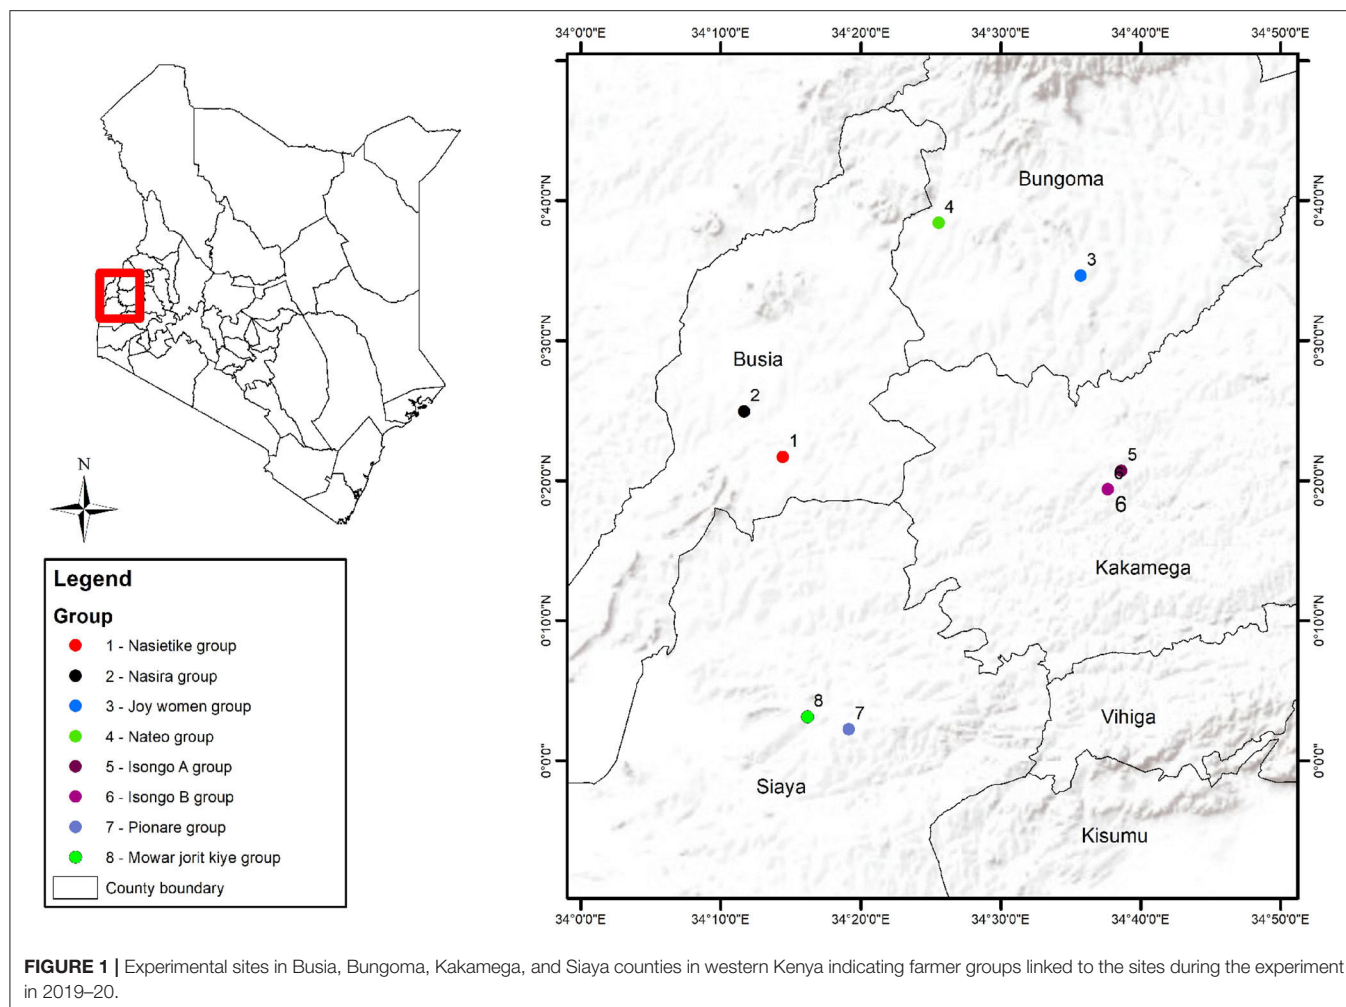 34°0'0"E 34°10'0"E 34°20'0"E 34°30'0"E 34°40'0"E 34°50'0"E
0°40'0"N
0°30'0"N
0°20'0"N
0°10'0"N
0°0'0"
Bungoma
4
3
Busia
2
1
5
6
6
Kakamega
8
7
Vihiga
Siaya
Kisumu
0°40'0"N
0°30'0"N
0°20'0"N
0°10'0"N
0°0'0"
34°0'0"E 34°10'0"E 34°20'0"E 34°30'0"E 34°40'0"E 34°50'0"E
N
Legend
Group
1 - Nasietike group
2 - Nasira group
3 - Joy women group
4 - Nateo group
5 - Isongo A group
6 - Isongo B group
7 - Pionare group
8 - Mowar jorit kiye group
County boundary
FIGURE 1 | Experimental sites in Busia, Bungoma, Kakamega, and Siaya counties in western Kenya indicating farmer groups linked to the sites during the experiment
in 2019–20.